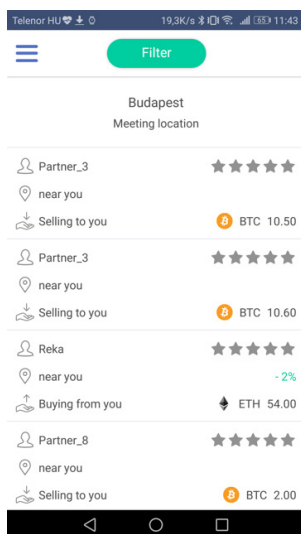 Telenor HU 19,3K/s 65 11:43
Filter
Budapest
Meeting location
Partner_3
near you
Selling to you BTC 10.50
Partner_3
near you
Selling to you BTC 10.60
Reka
near you - 2%
Buying from you ETH 54.00
Partner_8
near you
Selling to you BTC 2.00